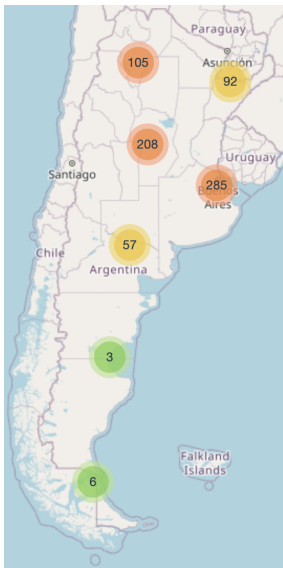 Paraguay
105
Asunción
92
208
Uruguay
Santiago
285
Buenos
Aires
57
Chile
Argentina
3
Falkland
Islands
6